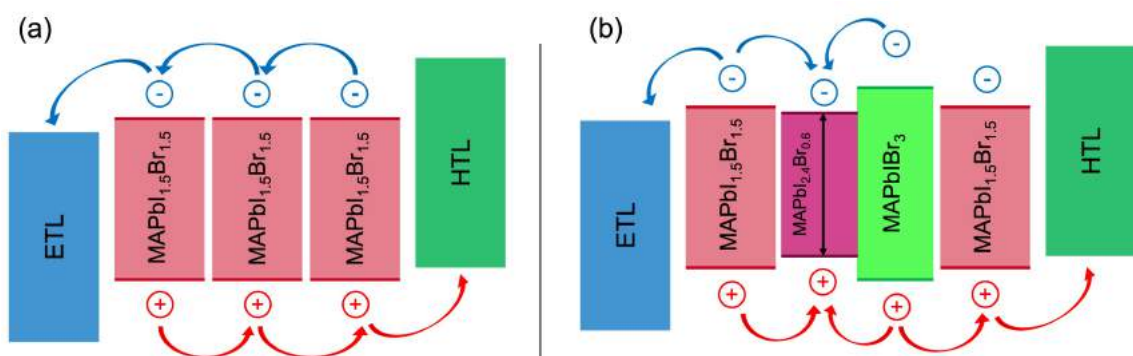 (a)
ETL
MAPbI₁.₅Br₁.₅
MAPbI₁.₅Br₁.₅
MAPbI₁.₅Br₁.₅
HTL
- - -
+ + +
(b)
ETL
MAPbI₁.₅Br₁.₅
MAPbI₂.₄Br₀.₆
MAPbIBr₃
MAPbI₁.₅Br₁.₅
HTL
- - - -
+ + + +